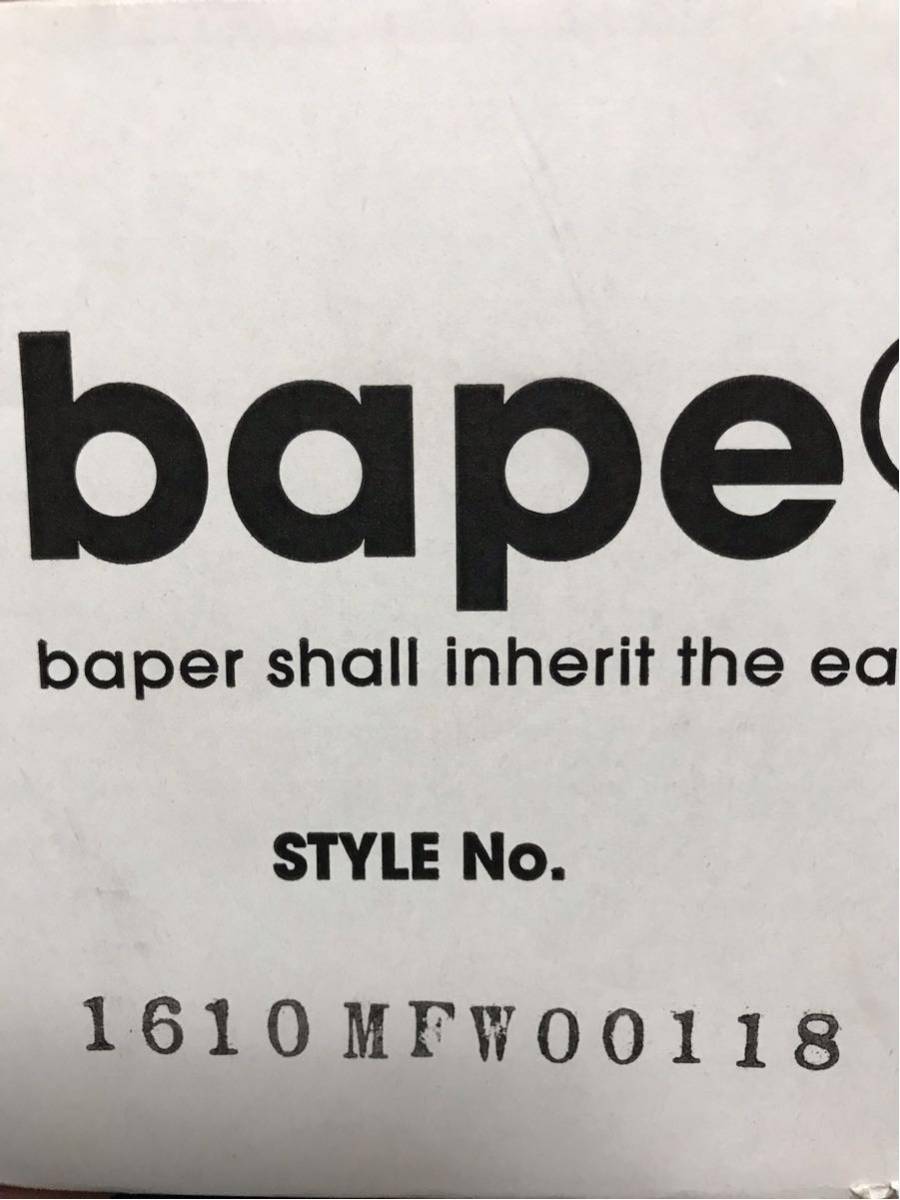 bape
baper shall inherit the ea
STYLE No.
1610MFW00118